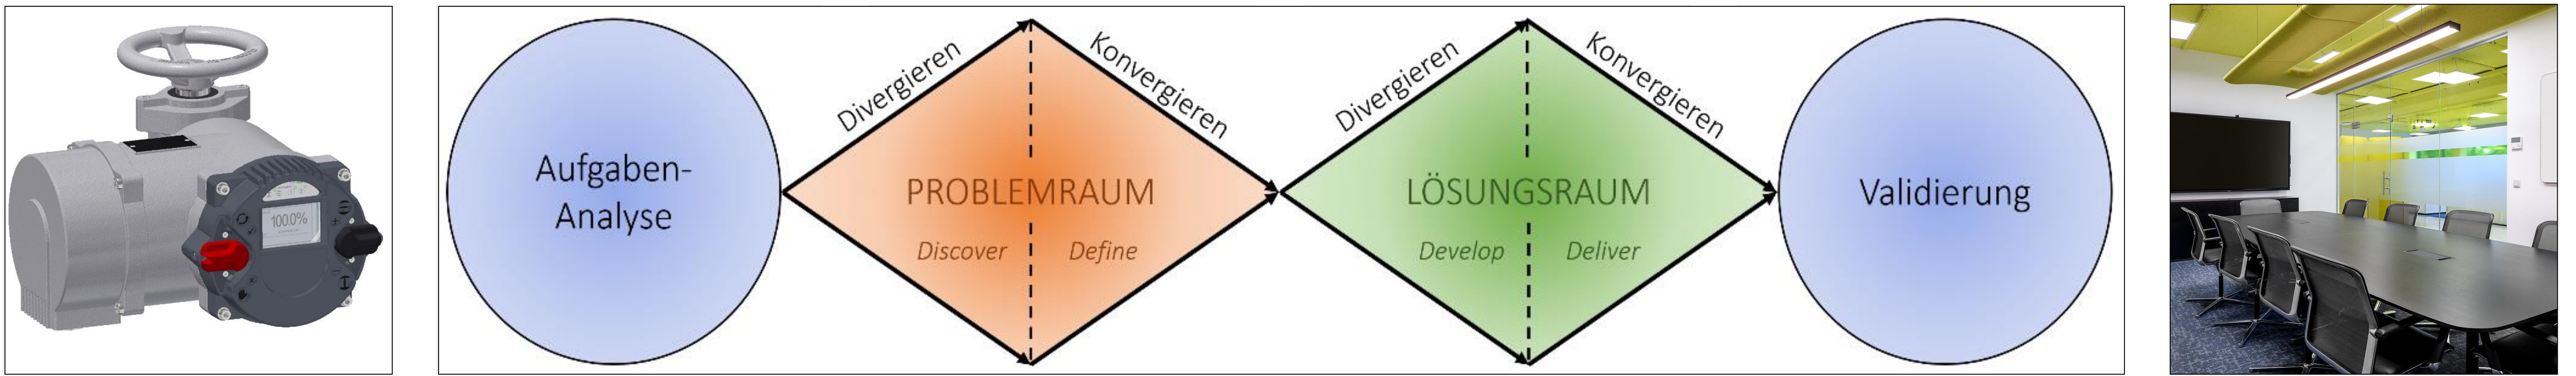 100.0%
Aufgaben-
Analyse
Divergieren
Konvergieren
PROBLEMRAUM
Discover
Define
Divergieren
Konvergieren
LÖSUNGSRAUM
Develop
Deliver
Validierung